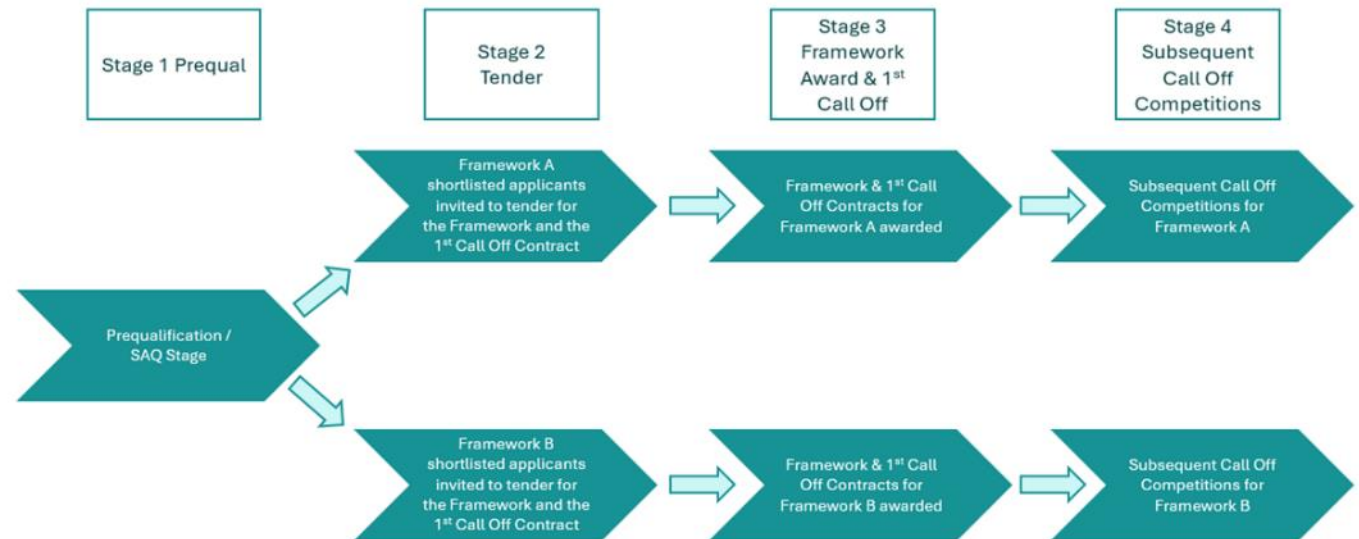 Stage 1 Prequal
Stage 2
Tender
Stage 3
Framework
Award & 1st
Call Off
Stage 4
Subsequent
Call Off
Competitions
Framework A
shortlisted applicants
invited to tender for
the Framework and the
1st Call Off Contract
Framework & 1st Call
Off Contracts for
Framework A awarded
Subsequent Call Off
Competitions for
Framework A
Prequalification /
SAQ Stage
Framework B
shortlisted applicants
invited to tender for
the Framework and the
1st Call Off Contract
Framework & 1st Call
Off Contracts for
Framework B awarded
Subsequent Call Off
Competitions for
Framework B